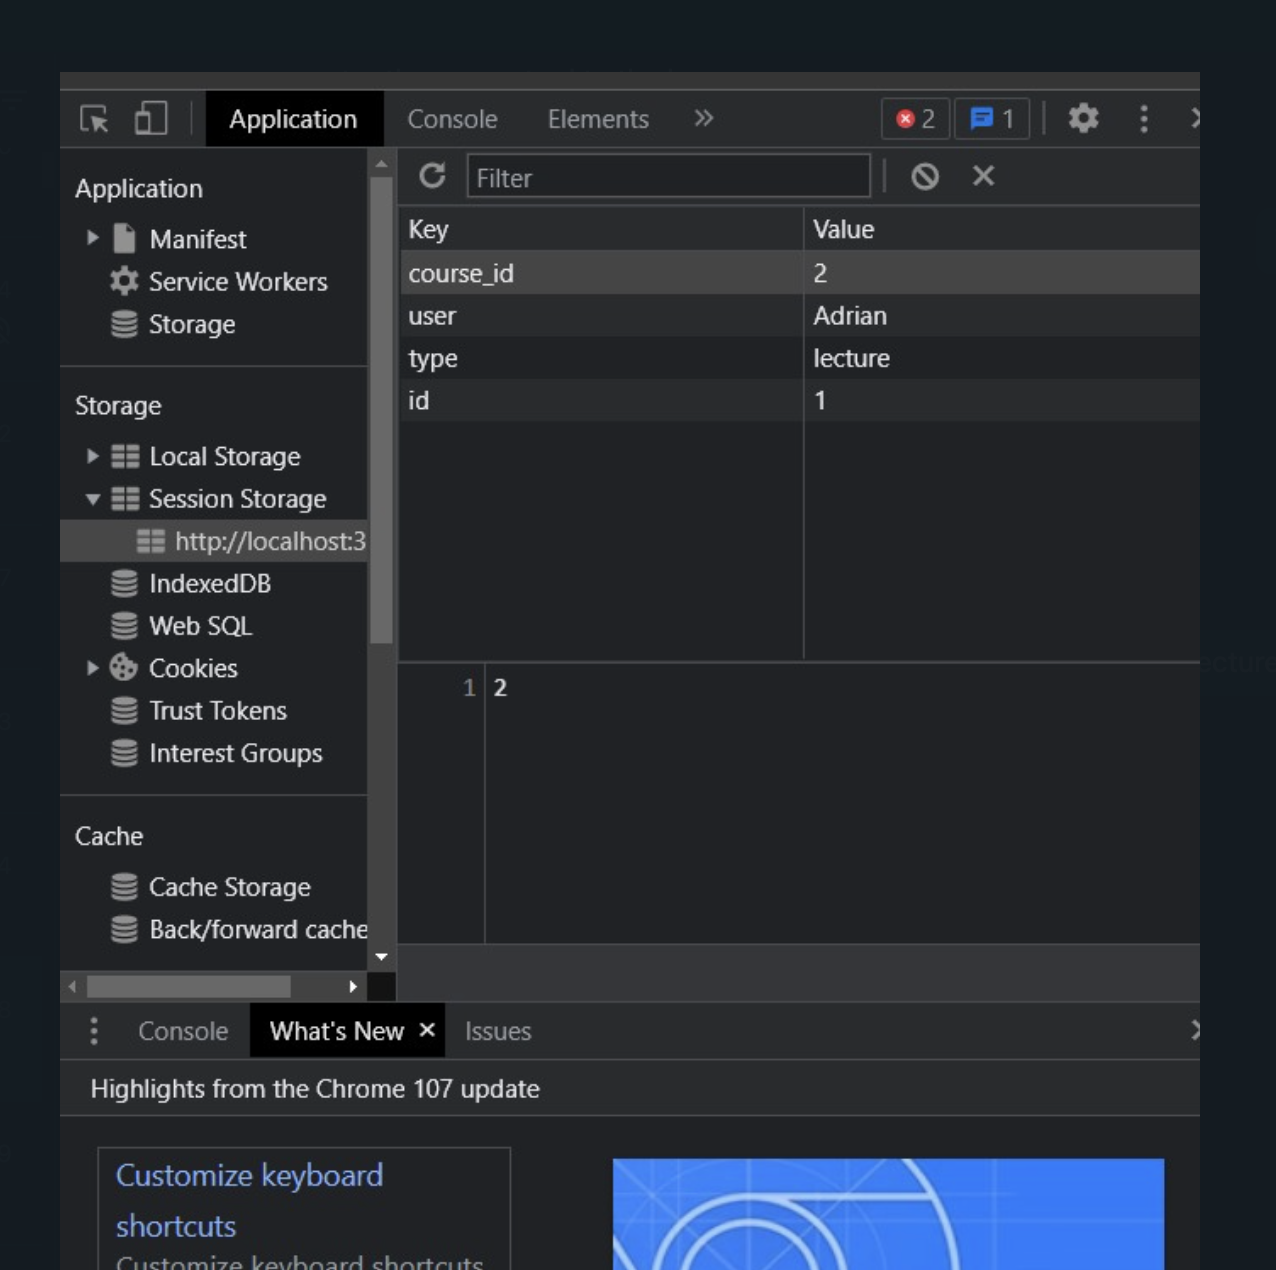 Application Console Elements 2 1
Application
Manifest
Service Workers
Storage
Storage
Local Storage
Session Storage
http://localhost:3
IndexedDB
Web SQL
Cookies
Trust Tokens
Interest Groups
Cache
Cache Storage
Back/forward cache
Filter
Key Value
course_id 2
user Adrian
type lecture
id 1
1 2
Console What's New Issues
Highlights from the Chrome 107 update
Customize keyboard
shortcuts
Customize keyboard shortcuts